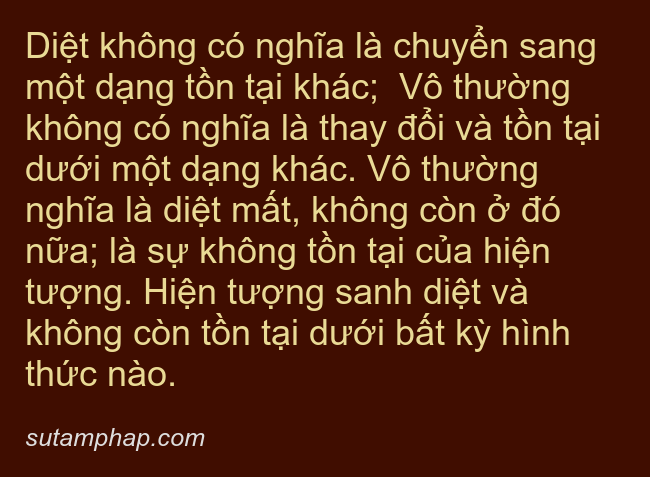 Diệt không có nghĩa là chuyển sang
một dạng tồn tại khác;  Vô thường
không có nghĩa là thay đổi và tồn tại
dưới một dạng khác. Vô thường
nghĩa là diệt mất, không còn ở đó
nữa; là sự không tồn tại của hiện
tượng. Hiện tượng sanh diệt và
không còn tồn tại dưới bất kỳ hình
thức nào.
sutamphap.com